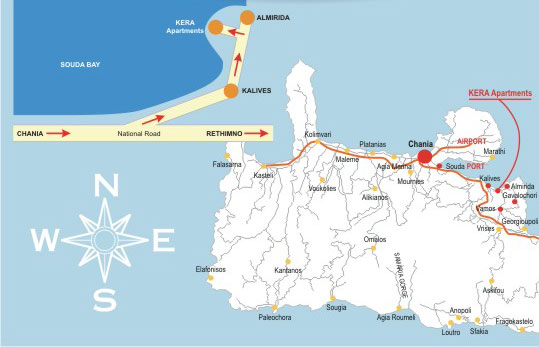 KERA
Apartments
ALMIRIDA
SOUDA BAY
KALIVES
CHANIA
National Road
RETHIMNO
KERA Apartments
Kolimvari
Platanias
Chania
AIRPORT
Maleme
Agia Marina
Marathi
Falasarna
Souda PORT
Kasteli
Mournies
Kalives
Almirida
Voukolies
Alikianos
Gavalochori
Vamos
Georgioupoli
Vrises
N
W
E
S
Omalos
SAMARIA GORGE
Elafonisos
Kantanos
Askifou
Sougia
Paleochora
Agia Roumeli
Anopoli
Loutro
Sfakia
Fragokastelo